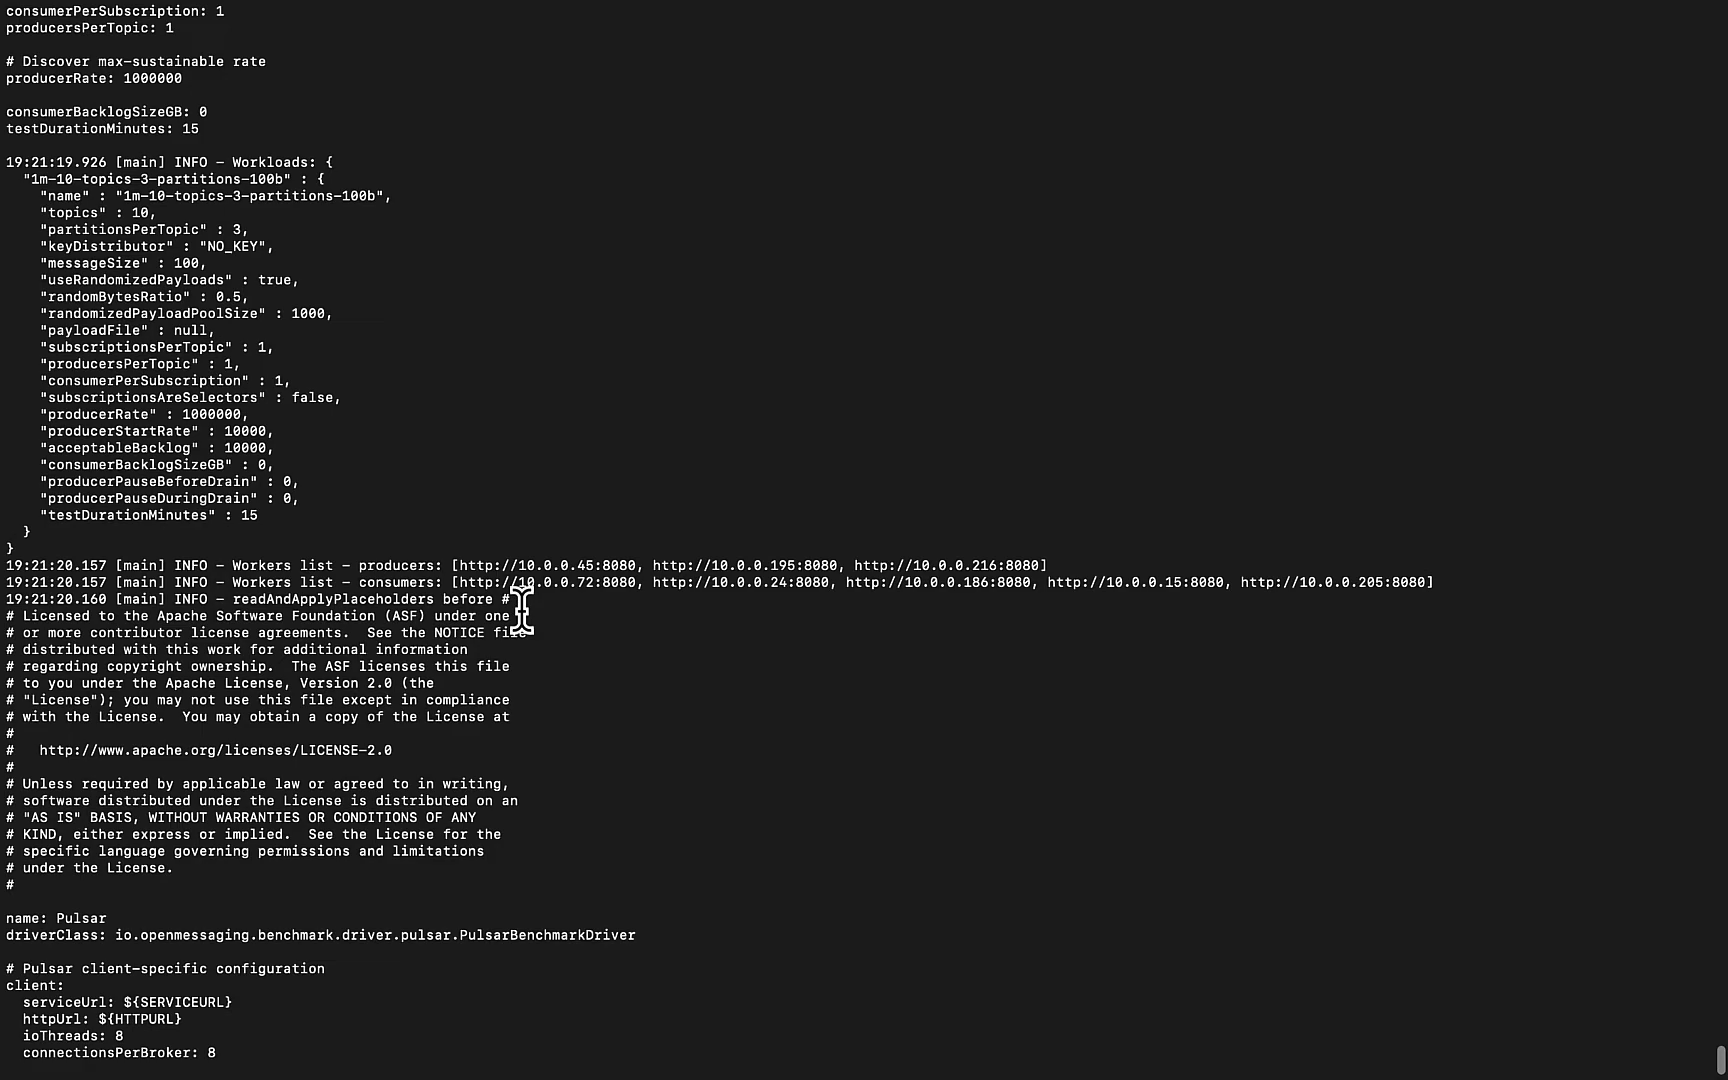 consumerPerSubscription: 1
producersPerTopic: 1
# Discover max-sustainable rate
producerRate: 1000000
consumerBacklogSizeGB: 0
testDurationMinutes: 15
19:21:19.926 [main] INFO - Workloads: {
  "1m-10-topics-3-partitions-100b" : {
    "name" : "1m-10-topics-3-partitions-100b",
    "topics" : 10,
    "partitionsPerTopic" : 3,
    "keyDistributor" : "NO_KEY",
    "messageSize" : 100,
    "useRandomizedPayloads" : true,
    "randomBytesRatio" : 0.5,
    "randomizedPayloadPoolSize" : 1000,
    "payloadFile" : null,
    "subscriptionsPerTopic" : 1,
    "producersPerTopic" : 1,
    "consumerPerSubscription" : 1,
    "subscriptionsAreSelectors" : false,
    "producerRate" : 1000000,
    "producerStartRate" : 10000,
    "acceptableBacklog" : 10000,
    "consumerBacklogSizeGB" : 0,
    "producerPauseBeforeDrain" : 0,
    "producerPauseDuringDrain" : 0,
    "testDurationMinutes" : 15
  }
}
19:21:20.157 [main] INFO - Workers list - producers: [http://10.0.0.45:8080, http://10.0.0.195:8080, http://10.0.0.216:8080]
19:21:20.157 [main] INFO - Workers list - consumers: [http://10.0.0.72:8080, http://10.0.0.24:8080, http://10.0.0.186:8080, http://10.0.0.15:8080, http://10.0.0.205:8080]
19:21:20.160 [main] INFO - readAndApplyPlaceholders before #
# Licensed to the Apache Software Foundation (ASF) under one
# or more contributor license agreements.  See the NOTICE file
# distributed with this work for additional information
# regarding copyright ownership.  The ASF licenses this file
# to you under the Apache License, Version 2.0 (the
# "License"); you may not use this file except in compliance
# with the License.  You may obtain a copy of the License at
#
#   http://www.apache.org/licenses/LICENSE-2.0
#
# Unless required by applicable law or agreed to in writing,
# software distributed under the License is distributed on an
# "AS IS" BASIS, WITHOUT WARRANTIES OR CONDITIONS OF ANY
# KIND, either express or implied.  See the License for the
# specific language governing permissions and limitations
# under the License.
#
name: Pulsar
driverClass: io.openmessaging.benchmark.driver.pulsar.PulsarBenchmarkDriver
# Pulsar client-specific configuration
client:
  serviceUrl: ${SERVICEURL}
  httpUrl: ${HTTPURL}
  ioThreads: 8
  connectionsPerBroker: 8